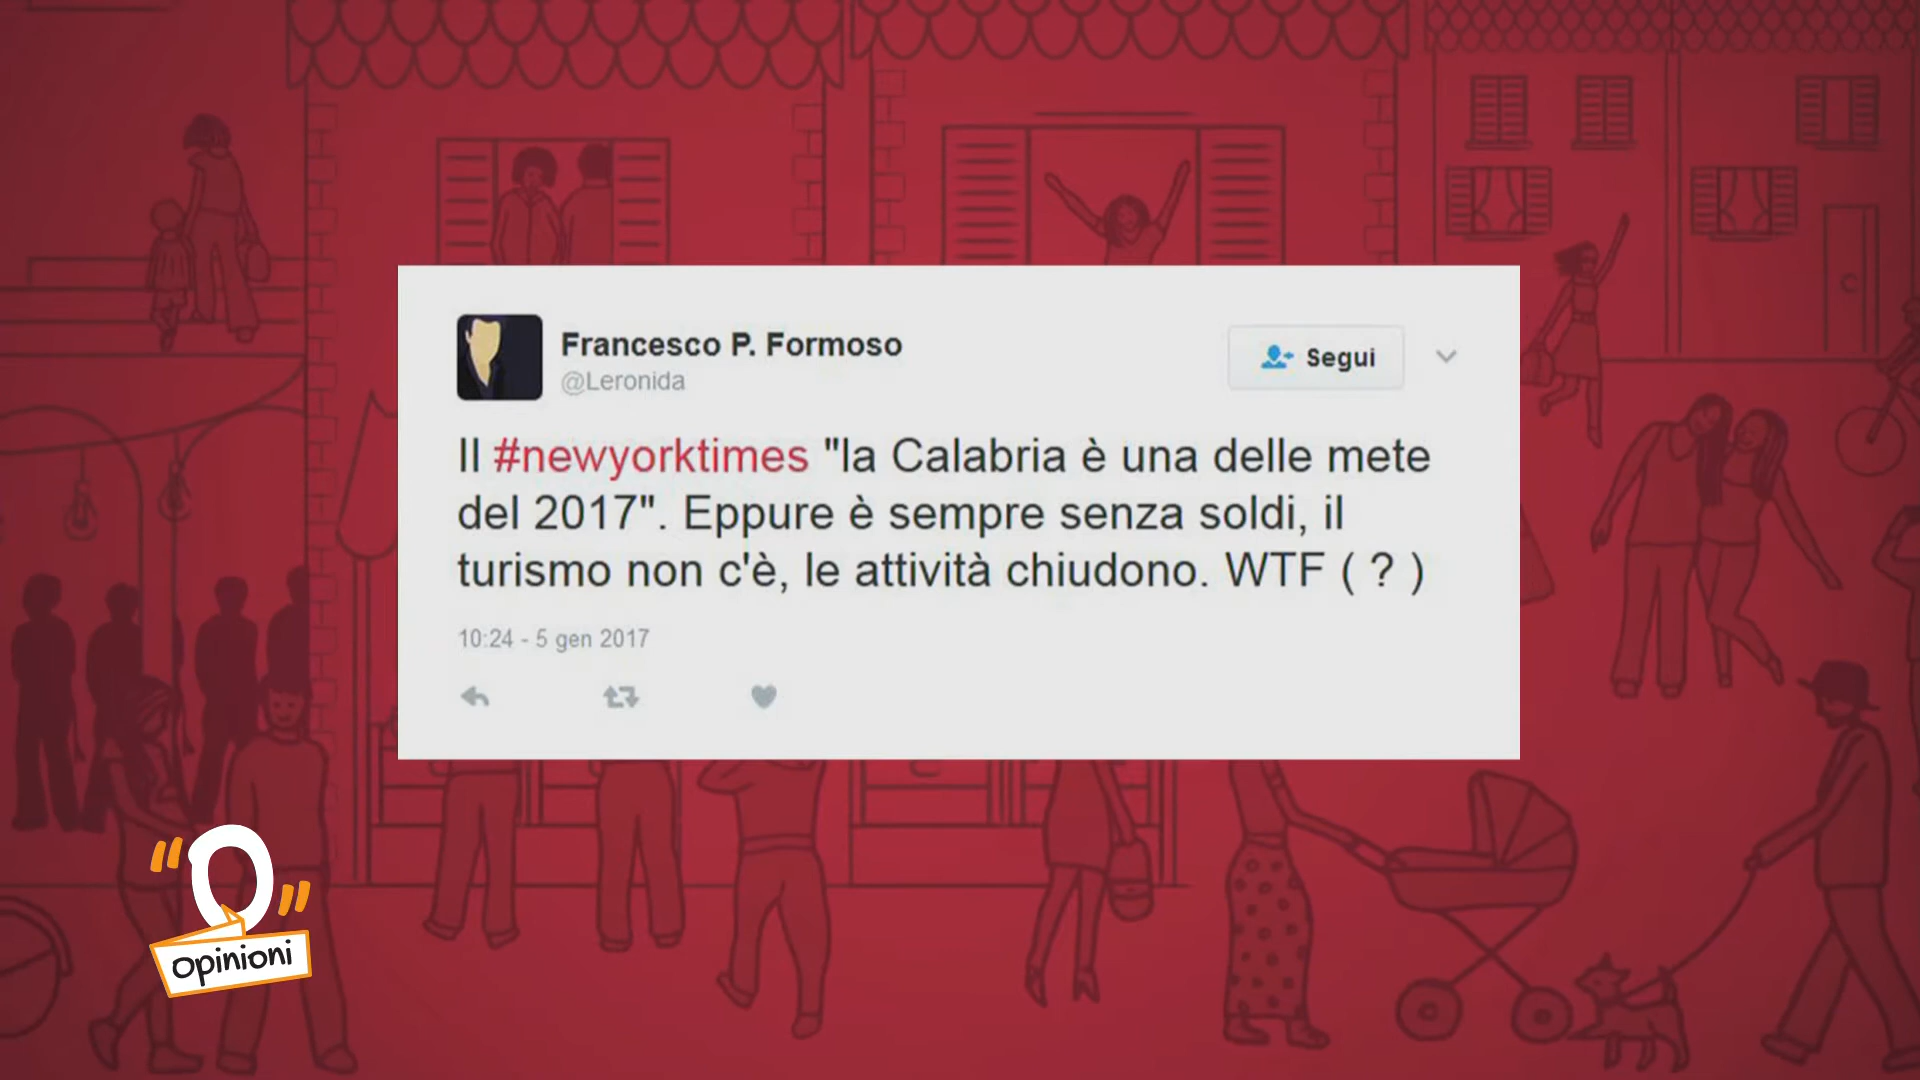 Francesco P. Formoso
@Leronida
Segui
Il #newyorktimes "la Calabria è una delle mete
del 2017". Eppure è sempre senza soldi, il
turismo non c'è, le attività chiudono. WTF ( ? )
10:24 - 5 gen 2017
"O"
opinioni